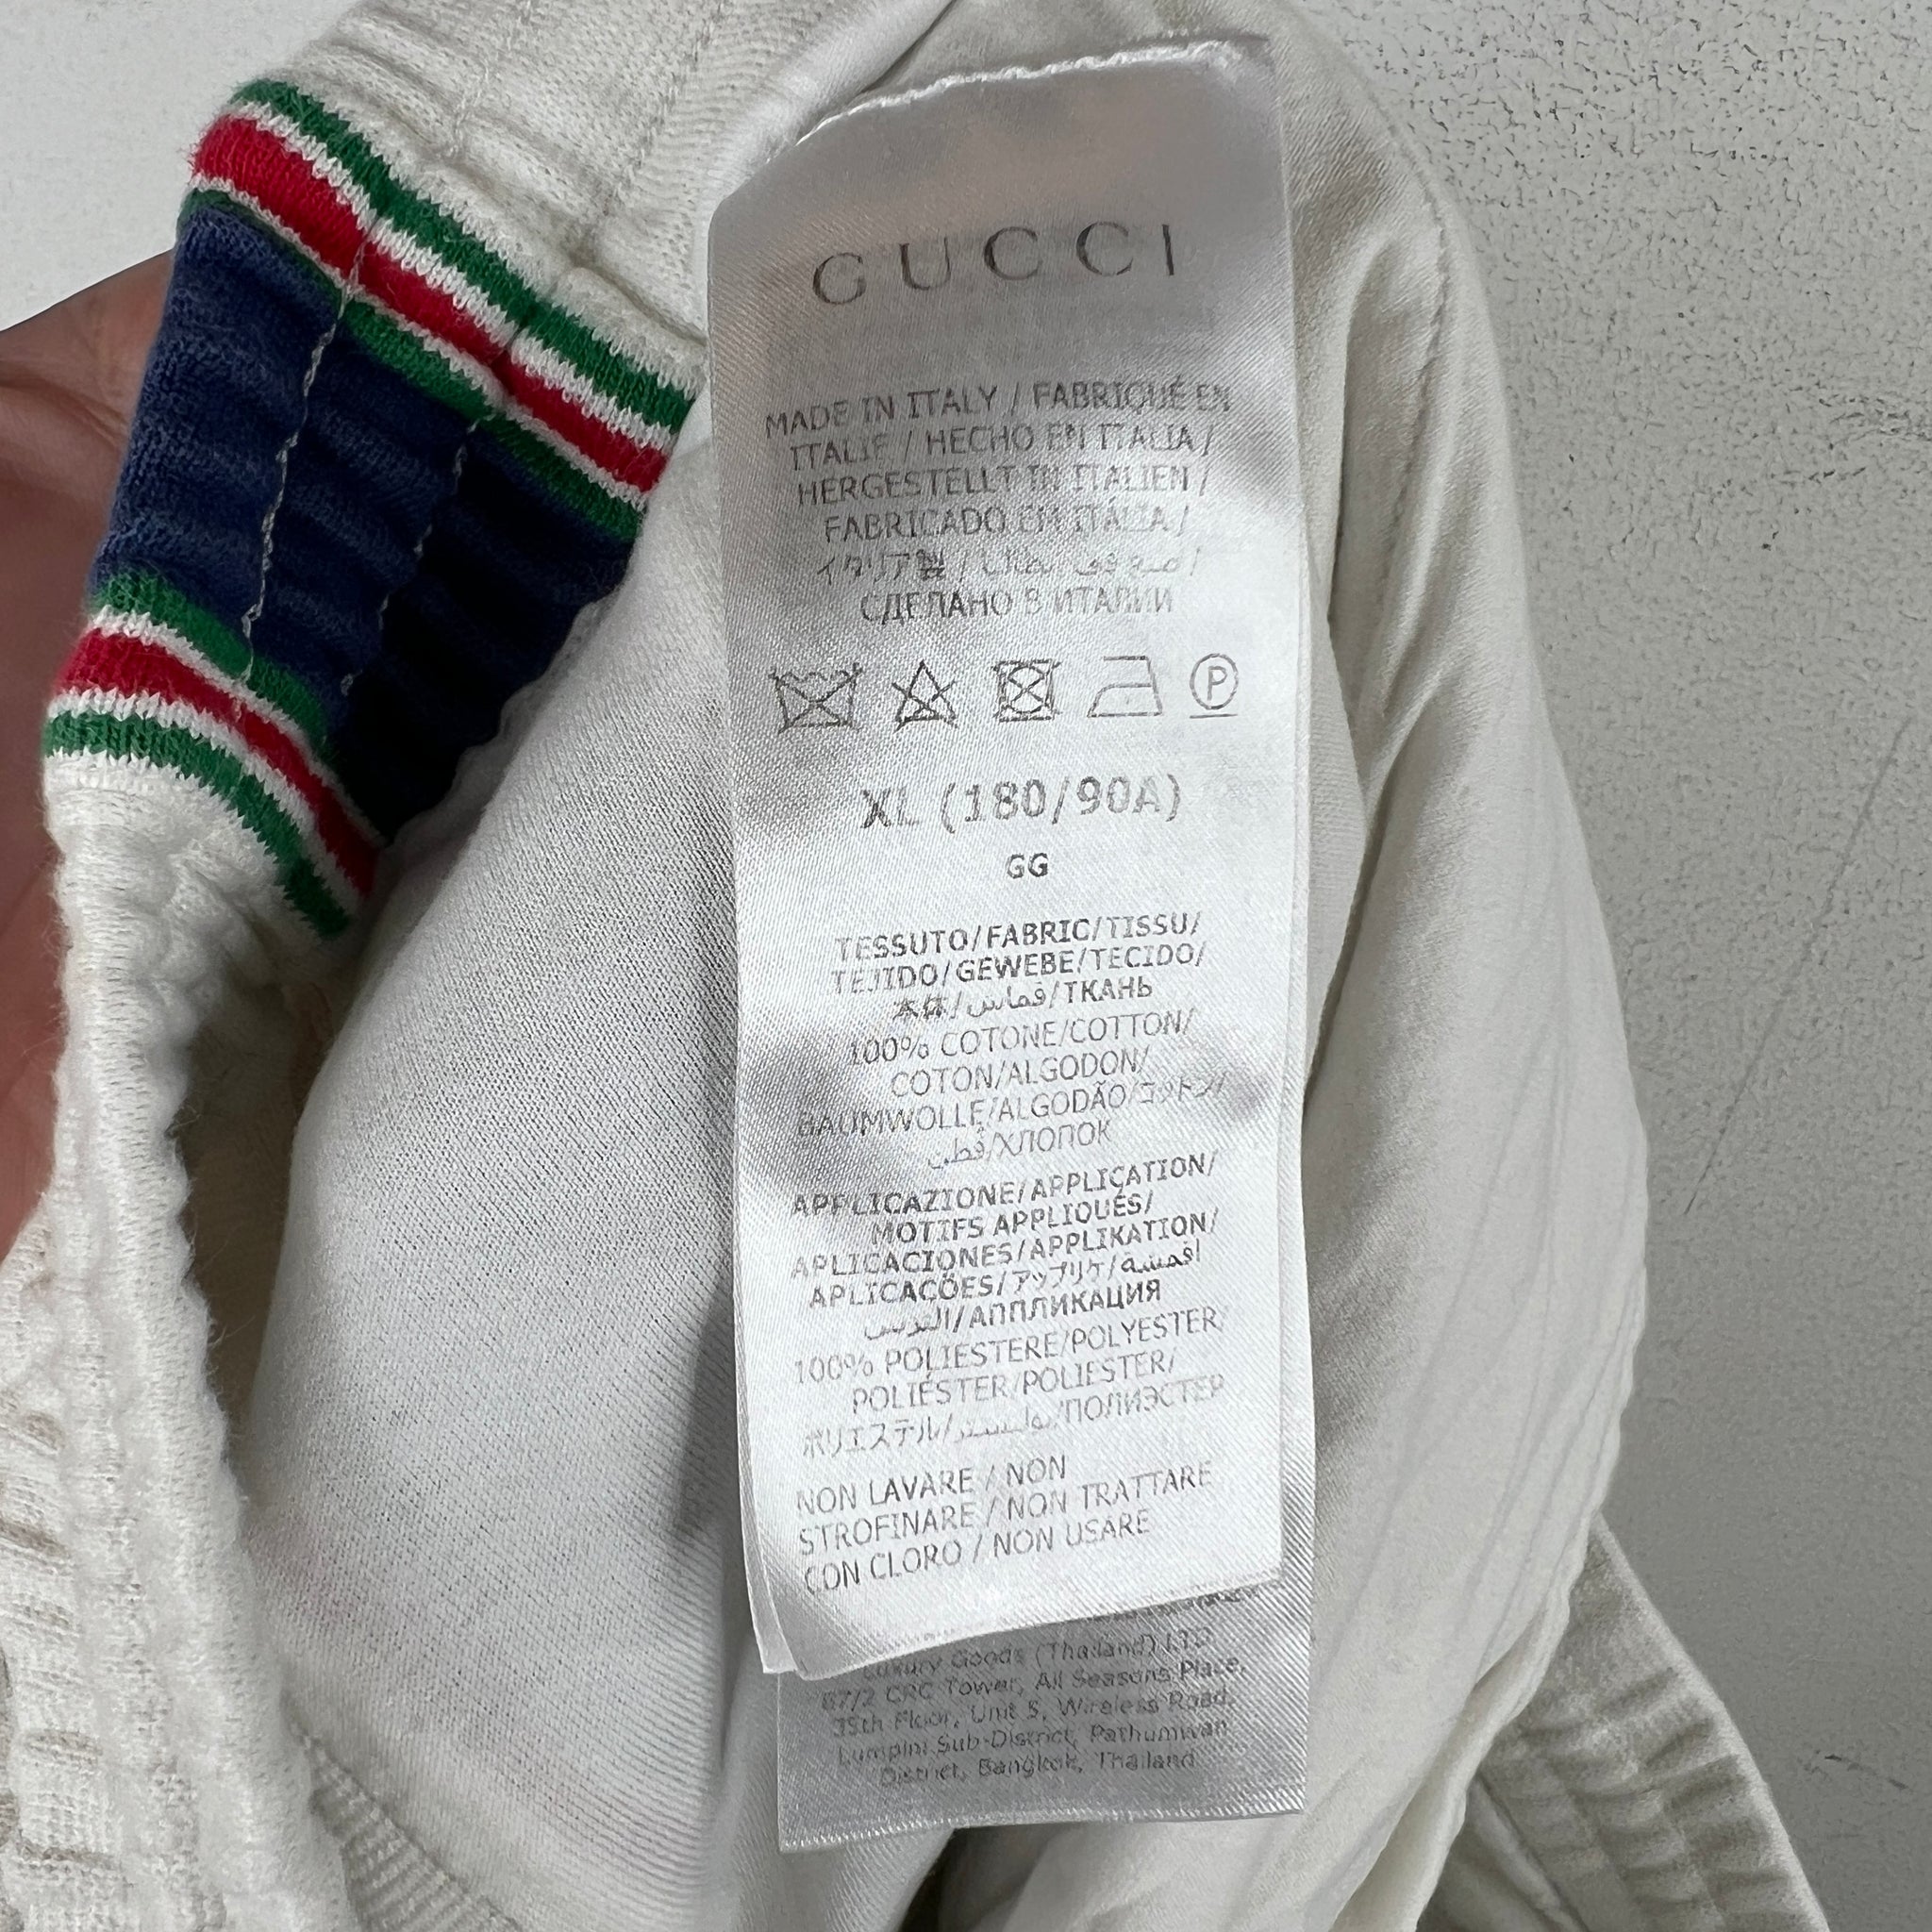 GUCCI
MADE IN ITALY / FABRIQUÉ EN
ITALIE / HECHO EN ITALIA /
HERGESTELLT IN ITALIEN /
FABRICADO EM ITÁLIA /
イタリア製 / صنع في إيطاليا /
СДЕЛАНО В ИТАЛИИ
P
XL (180/90A)
GG
TESSUTO/FABRIC/TISSU/
TEJIDO/GEWEBE/TECIDO/
本体/قماس/ТКАНЬ
100% COTONE/COTTON/
COTON/ALGODON/
BAUMWOLLE/ALGODÃO/コットン/
قطن/ХЛОПОК
APPLICAZIONE/APPLICATION/
MOTIFS APPLIQUÉS/
APLICACIONES/APPLIKATION/
APLICAÇÕES/アップリケ/اقمشة
/АППЛИКАЦИЯ
100% POLIESTERE/POLYESTER/
POLIÉSTER/POLIESTER/
ポリエステル/بوليستر/ПОЛИЭСТЕР
NON LAVARE / NON
STROFINARE / NON TRATTARE
CON CLORO / NON USARE
Luxury Goods (Thailand) LTD
87/2 CRC Tower, All Seasons Place,
35th Floor, Unit 5, Wireless Road,
Lumpini Sub-District, Pathumwan
District, Bangkok, Thailand